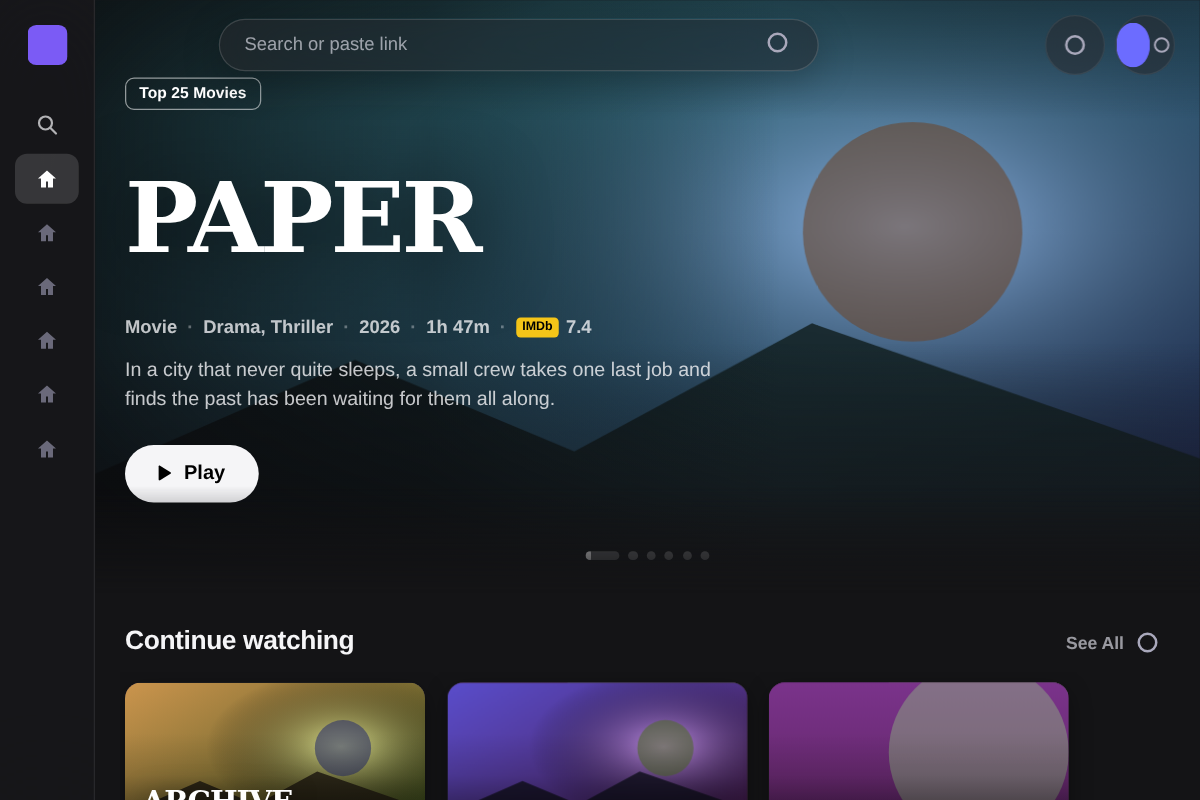 Search or paste link
Top 25 Movies
PAPER
Movie · Drama, Thriller · 2026 · 1h 47m · IMDb 7.4
In a city that never quite sleeps, a small crew takes one last job and
finds the past has been waiting for them all along.
Play
Continue watching
See All
ARCHIVE